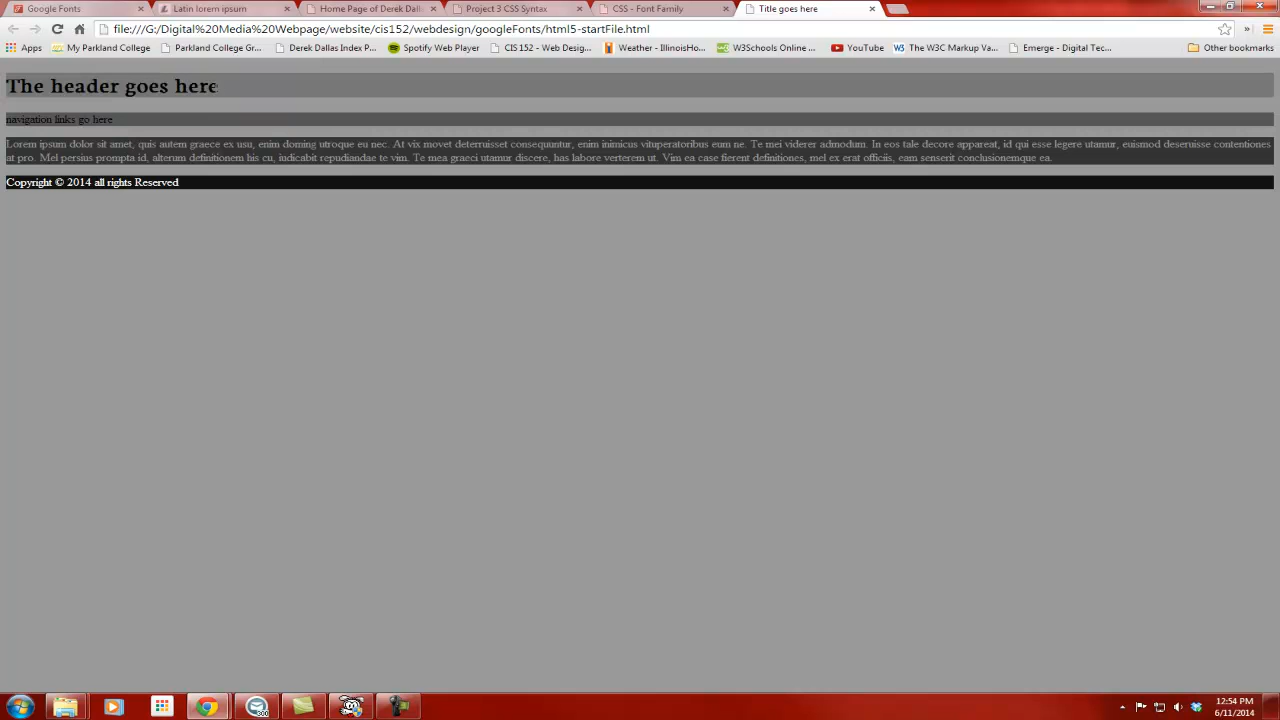 Google Fonts
Latin lorem ipsum
Home Page of Derek Dall
Project 3 CSS Syntax
CSS - Font Family
Title goes here
file:///G:/Digital%20Media%20Webpage/website/cis152/webdesign/googleFonts/html5-startFile.html
Apps My Parkland College Parkland College Gr... Derek Dallas Index P... Spotify Web Player CIS 152 - Web Desig... Weather - IllinoisHo... W3Schools Online ... YouTube The W3C Markup Va... Emerge - Digital Tec... Other bookmarks
The header goes here
navigation links go here
Lorem ipsum dolor sit amet, quis autem graece ex usu, enim doming utroque eu nec. At vix movet deterruisset consequuntur, enim inimicus vituperatoribus eum ne. Te mei viderer admodum. In eos tale decore appareat, id qui esse legere utamur, euismod deseruisse contentiones
at pro. Mel persius prompta id, alterum definitionem his cu, iudicabit repudiandae te vim. Te mea graeci utamur discere, has labore verterem ut. Vim ea case fierent definitiones, mel ex erat officiis, eam senserit conclusionemque ea.
Copyright © 2014 all rights Reserved
12:54 PM
6/11/2014